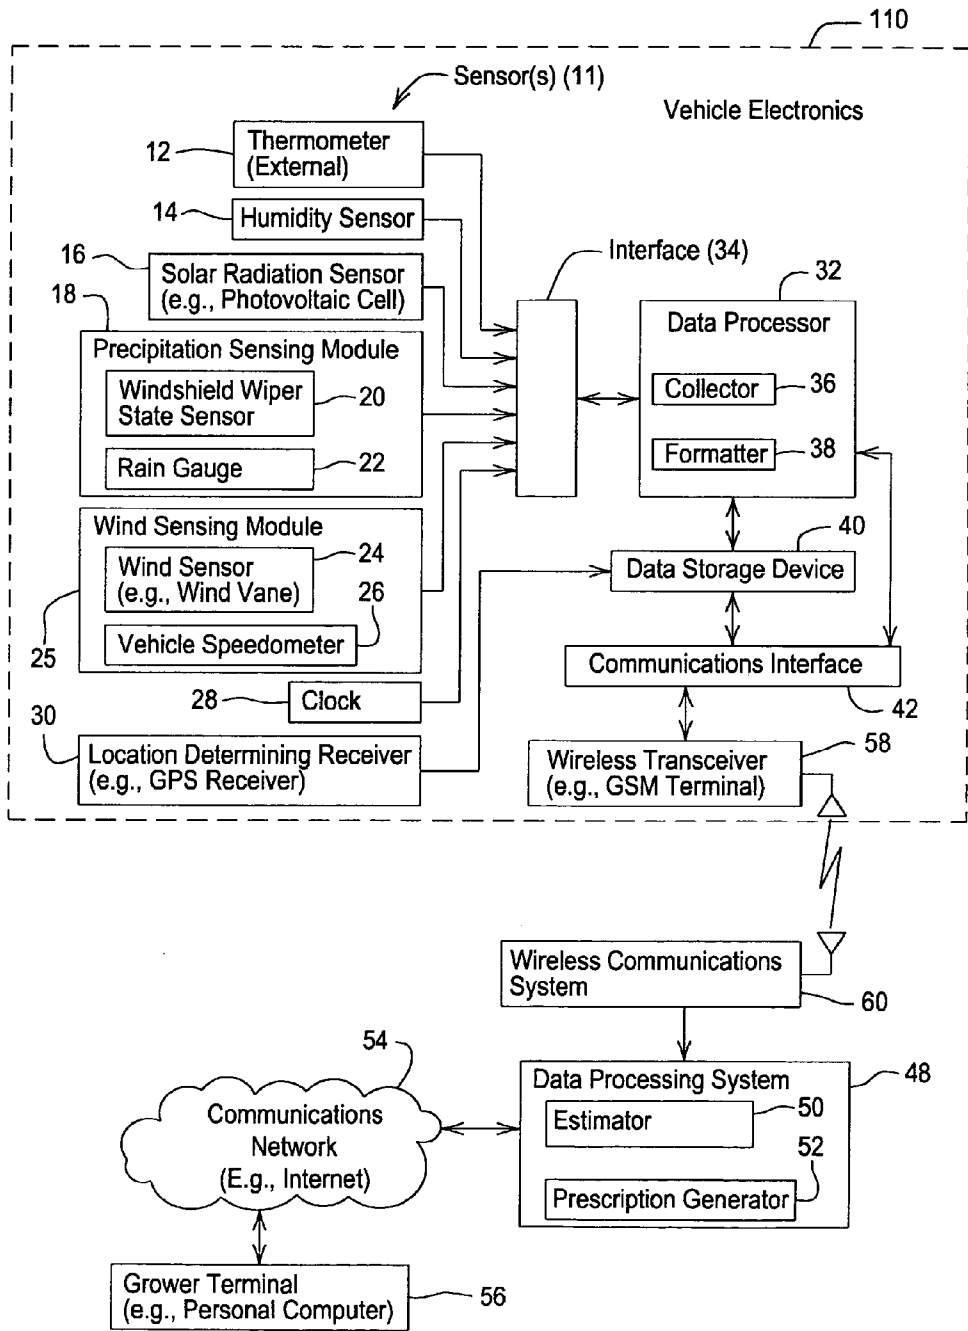 110
Sensor(s) (11)
Vehicle Electronics
12
Thermometer
(External)
14
Humidity Sensor
16
Solar Radiation Sensor
(e.g., Photovoltaic Cell)
18
Precipitation Sensing Module
Windshield Wiper
State Sensor
20
Rain Gauge
22
Wind Sensing Module
24
Wind Sensor
(e.g., Wind Vane)
26
Vehicle Speedometer
25
28
Clock
30
Location Determining Receiver
(e.g., GPS Receiver)
Interface (34)
32
Data Processor
Collector
36
Formatter
38
40
Data Storage Device
Communications Interface
42
58
Wireless Transceiver
(e.g., GSM Terminal)
Wireless Communications
System
60
54
Communications
Network
(E.g., Internet)
Data Processing System
48
Estimator
50
52
Prescription Generator
Grower Terminal
(e.g., Personal Computer)
56